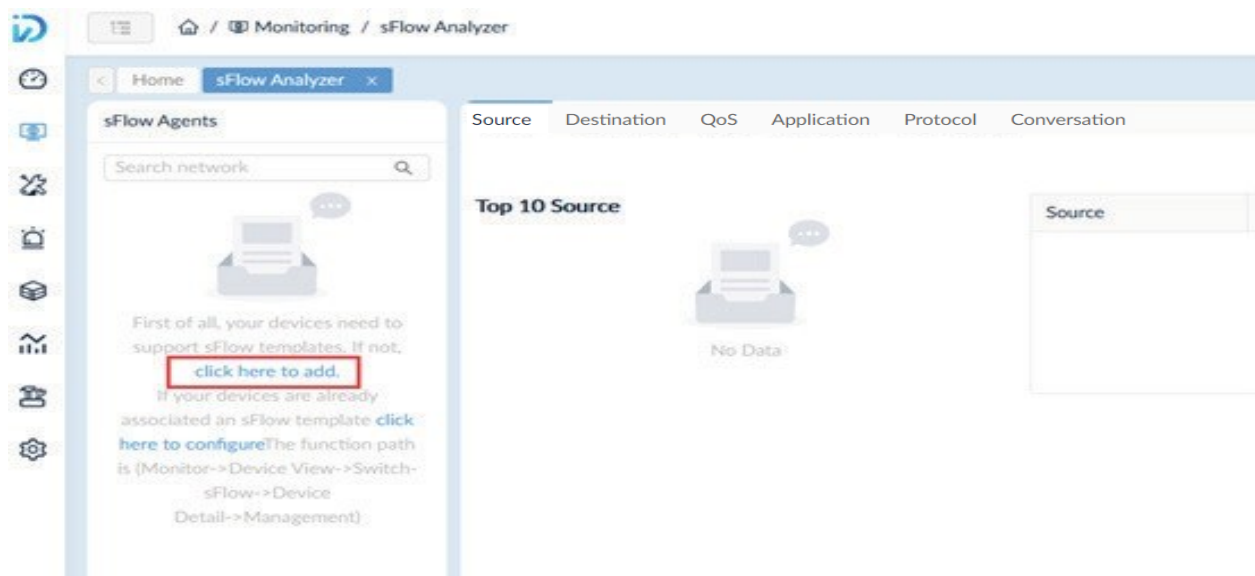 Monitoring / sFlow Analyzer
Home sFlow Analyzer
sFlow Agents
Search network
First of all, your devices need to
support sFlow templates. If not,
click here to add.
If your devices are already
associated an sFlow template click
here to configureThe function path
is (Monitor->Device View->Switch-
sFlow->Device
Detail->Management)
Source Destination QoS Application Protocol Conversation
Top 10 Source
No Data
Source